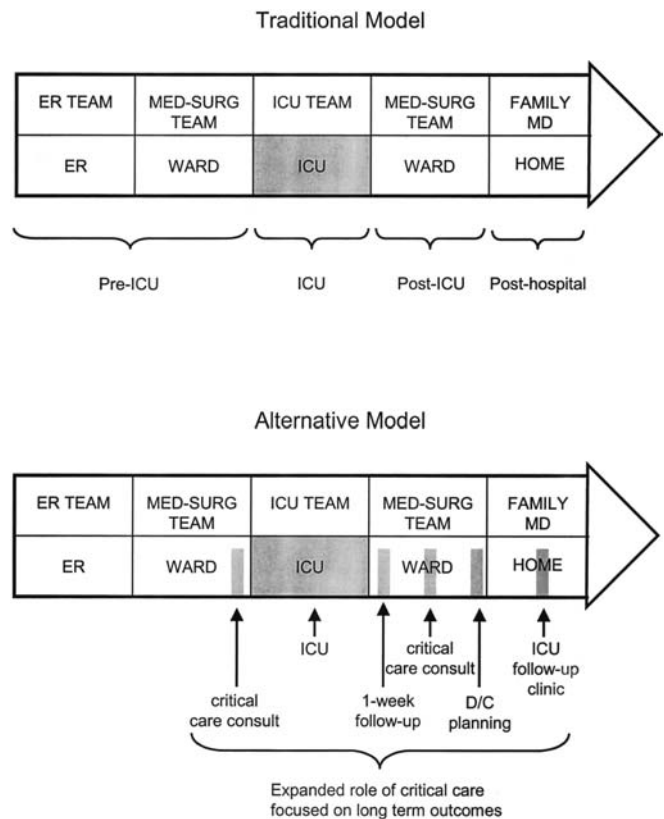 Traditional Model
ER TEAM
MED-SURG
TEAM
ICU TEAM
MED-SURG
TEAM
FAMILY
MD
ER
WARD
ICU
WARD
HOME
Pre-ICU
ICU
Post-ICU
Post-hospital
Alternative Model
ER TEAM
MED-SURG
TEAM
ICU TEAM
MED-SURG
TEAM
FAMILY
MD
ER
WARD
ICU
WARD
HOME
critical
care consult
ICU
1-week
follow-up
critical
care consult
D/C
planning
ICU
follow-up
clinic
Expanded role of critical care
focused on long term outcomes